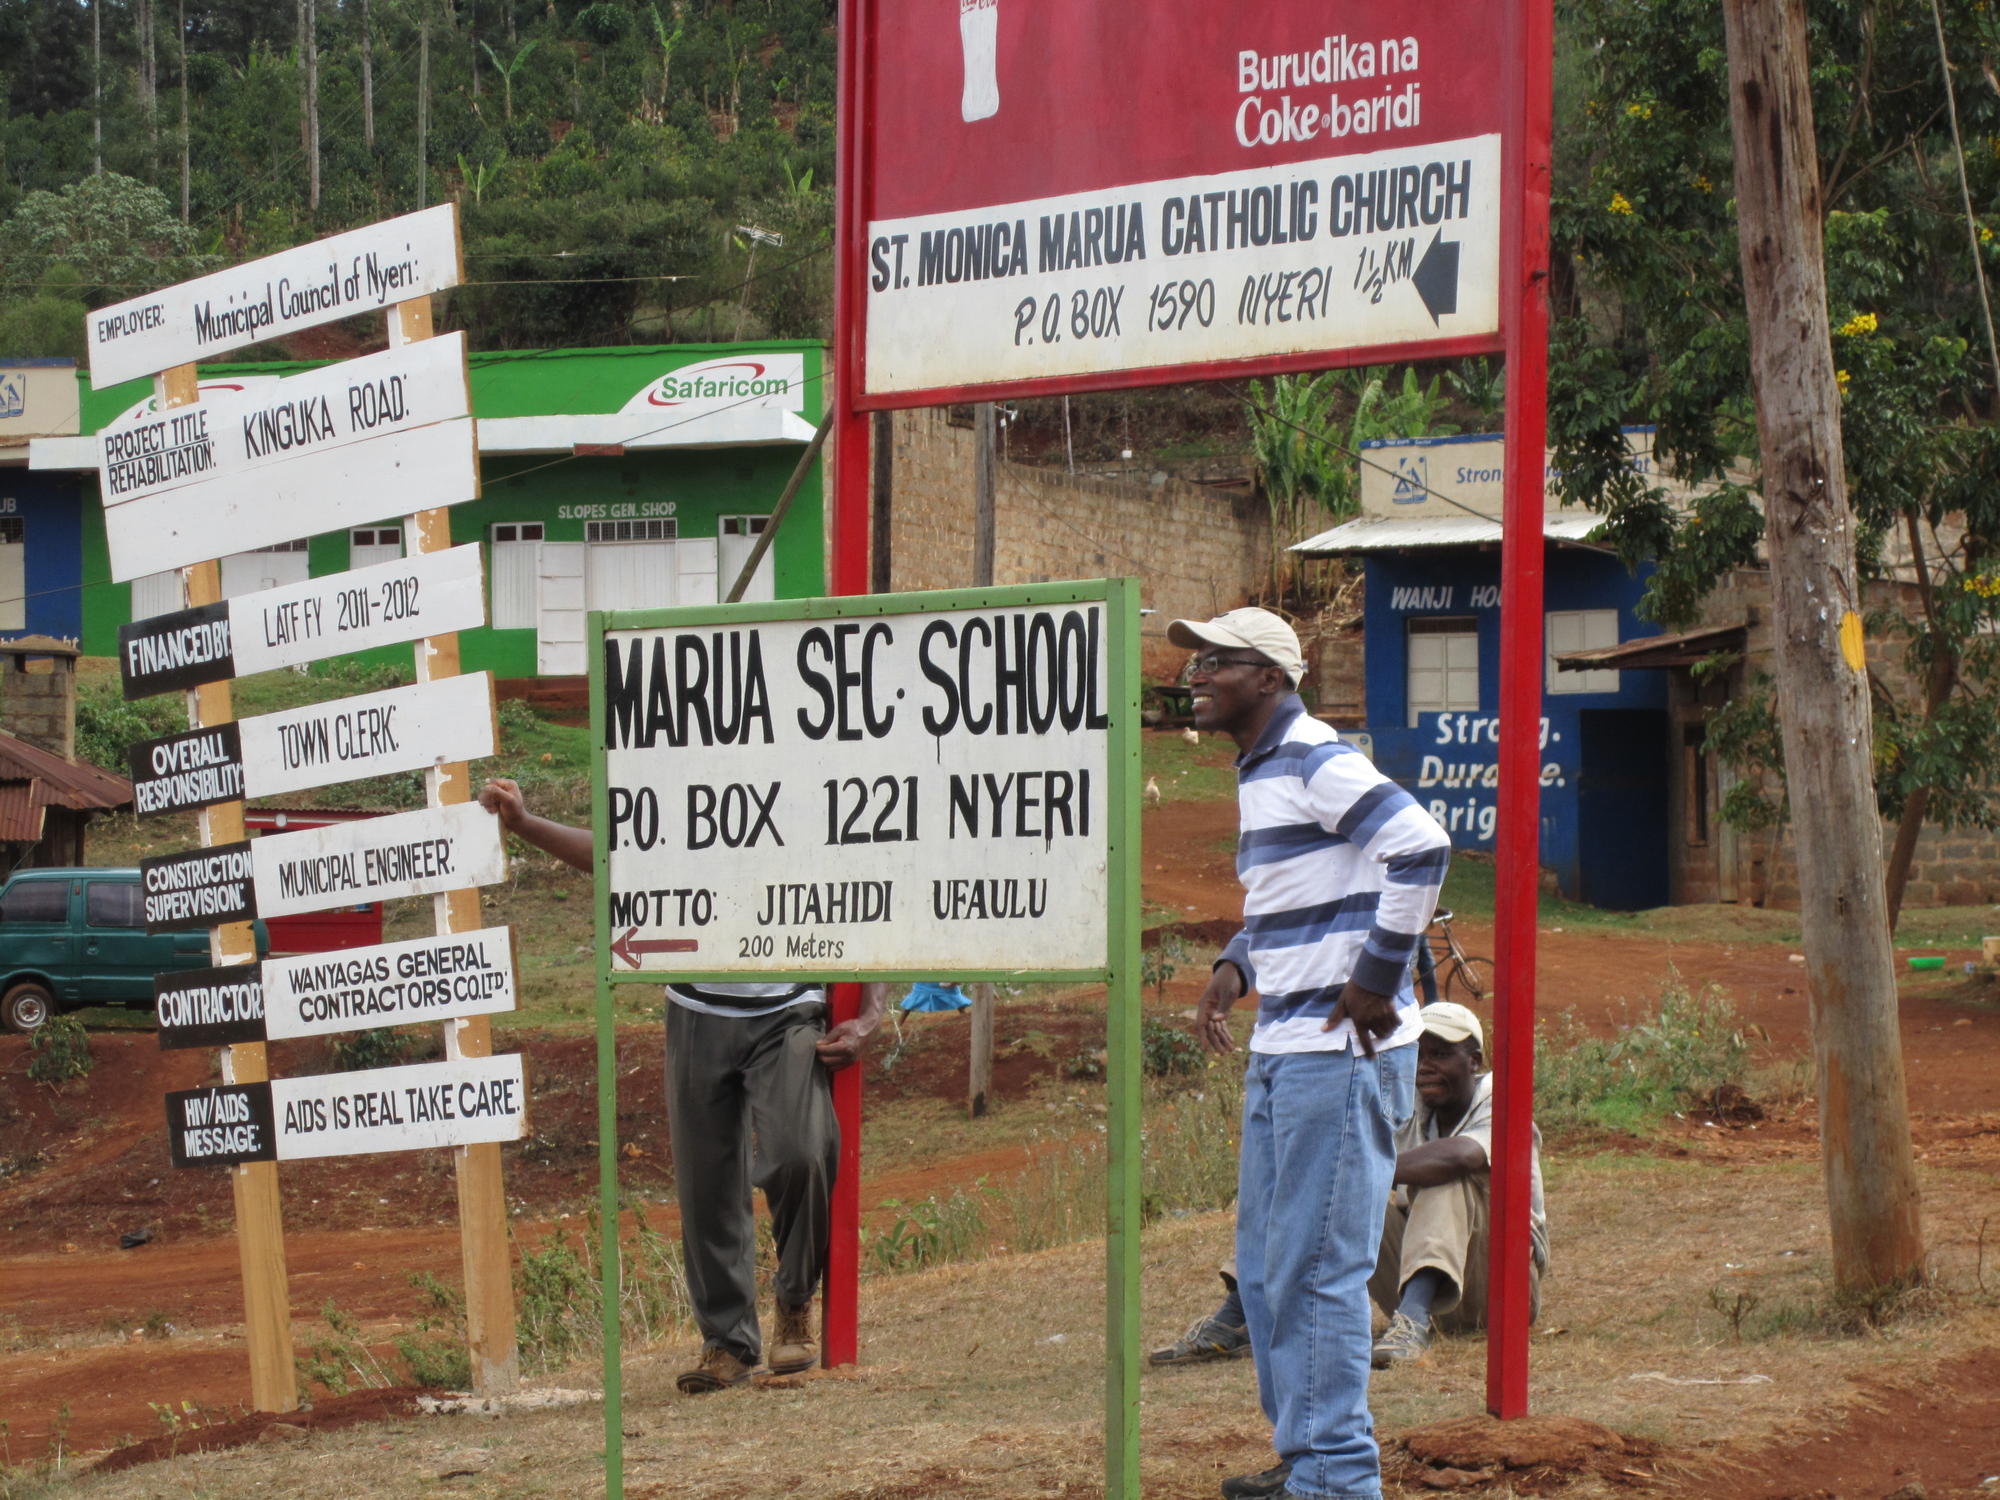 Burudika na
Coke baridi
ST. MONICA MARUA CATHOLIC CHURCH
P.O. BOX 1590 NYERI 1½ KM
EMPLOYER: Municipal Council of Nyeri:
PROJECT TITLE
REHABILITATION: KINGUKA ROAD:
FINANCED BY: LATF FY 2011-2012
OVERALL
RESPONSIBILITY: TOWN CLERK:
CONSTRUCTION
SUPERVISION: MUNICIPAL ENGINEER:
CONTRACTOR: WANYAGAS GENERAL
CONTRACTORS CO. LTD:
HIV/AIDS
MESSAGE: AIDS IS REAL TAKE CARE:
Safaricom
SLOPES GEN. SHOP
MARUA SEC. SCHOOL
P.O. BOX 1221 NYERI
MOTTO: JITAHIDI UFAULU
200 Meters
WANJI